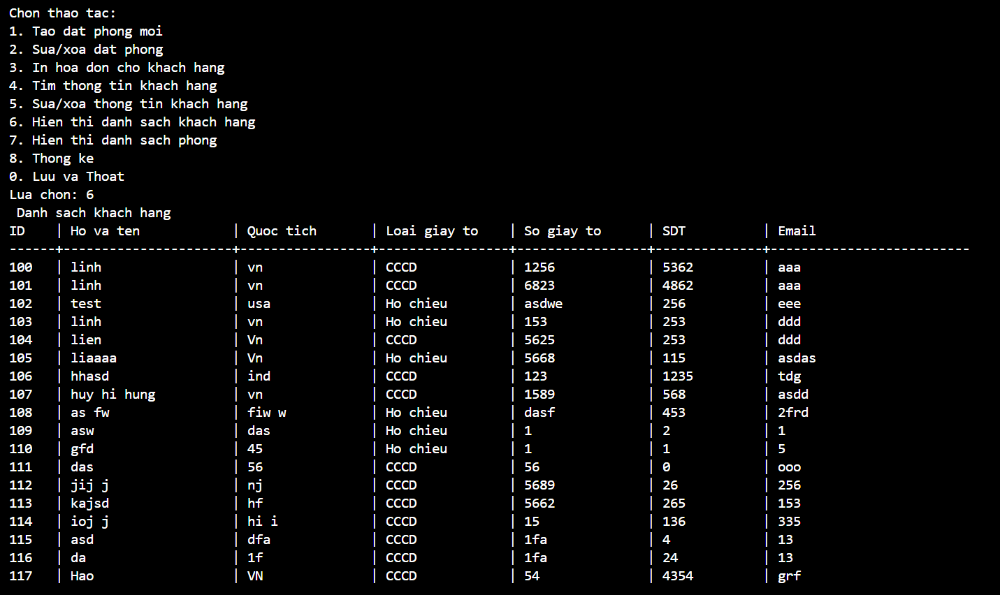 Chon thao tac:
1. Tao dat phong moi
2. Sua/xoa dat phong
3. In hoa don cho khach hang
4. Tim thong tin khach hang
5. Sua/xoa thong tin khach hang
6. Hien thi danh sach khach hang
7. Hien thi danh sach phong
8. Thong ke
0. Luu va Thoat
Lua chon: 6
 Danh sach khach hang
ID    | Ho va ten            | Quoc tich       | Loai giay to    | So giay to      | SDT          | Email
------+----------------------+-----------------+-----------------+-----------------+--------------+--------------------------
100   | linh                 | vn              | CCCD            | 1256            | 5362         | aaa
101   | linh                 | vn              | CCCD            | 6823            | 4862         | aaa
102   | test                 | usa             | Ho chieu        | asdwe           | 256          | eee
103   | linh                 | vn              | Ho chieu        | 153             | 253          | ddd
104   | lien                 | Vn              | CCCD            | 5625            | 253          | ddd
105   | liaaaa               | Vn              | Ho chieu        | 5668            | 115          | asdas
106   | hhasd                | ind             | CCCD            | 123             | 1235         | tdg
107   | huy hi hung          | vn              | CCCD            | 1589            | 568          | asdd
108   | as fw                | fiw w           | Ho chieu        | dasf            | 453          | 2frd
109   | asw                  | das             | Ho chieu        | 1               | 2            | 1
110   | gfd                  | 45              | Ho chieu        | 1               | 1            | 5
111   | das                  | 56              | CCCD            | 56              | 0            | ooo
112   | jij j                | nj              | CCCD            | 5689            | 26           | 256
113   | kajsd                | hf              | CCCD            | 5662            | 265          | 153
114   | ioj j                | hi i            | CCCD            | 15              | 136          | 335
115   | asd                  | dfa             | CCCD            | 1fa             | 4            | 13
116   | da                   | 1f              | CCCD            | 1fa             | 24           | 13
117   | Hao                  | VN              | CCCD            | 54              | 4354         | grf